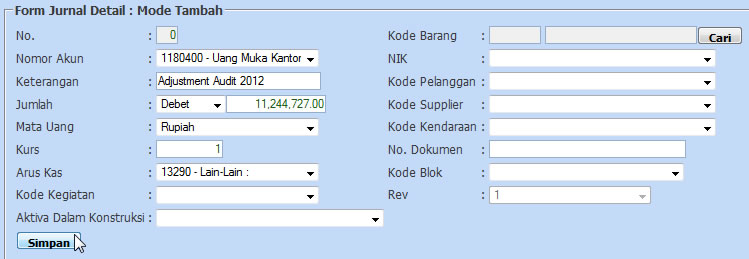 Form Jurnal Detail : Mode Tambah
No. : 0
Nomor Akun : 1180400 - Uang Muka Kantor
Keterangan : Adjustment Audit 2012
Jumlah : Debet 11,244,727.00
Mata Uang : Rupiah
Kurs : 1
Arus Kas : 13290 - Lain-Lain :
Kode Kegiatan :
Aktiva Dalam Konstruksi :
Simpan
Kode Barang : Cari
NIK :
Kode Pelanggan :
Kode Supplier :
Kode Kendaraan :
No. Dokumen :
Kode Blok :
Rev : 1